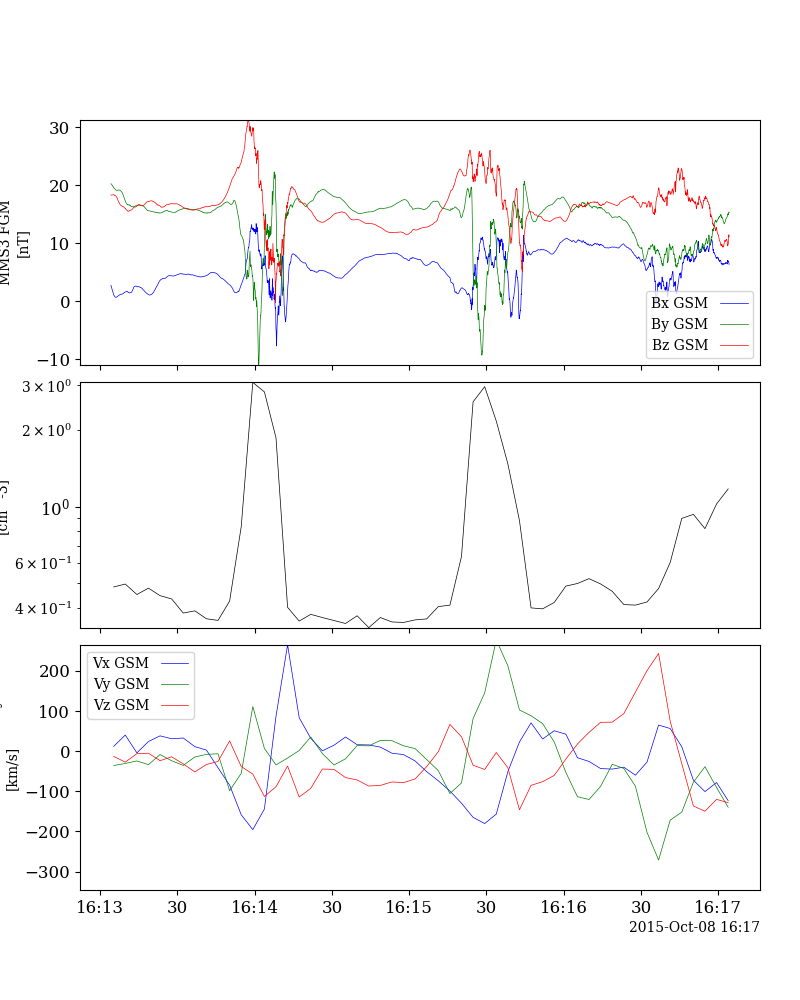 MMS3 FGM
[nT]
30
20
10
0
−10
Bx GSM
By GSM
Bz GSM
[cm -3]
3 × 10⁰
2 × 10⁰
10⁰
6 × 10⁻¹
4 × 10⁻¹
[km/s]
200
100
0
−100
−200
−300
Vx GSM
Vy GSM
Vz GSM
16:13 30 16:14 30 16:15 30 16:16 30 16:17
2015-Oct-08 16:17